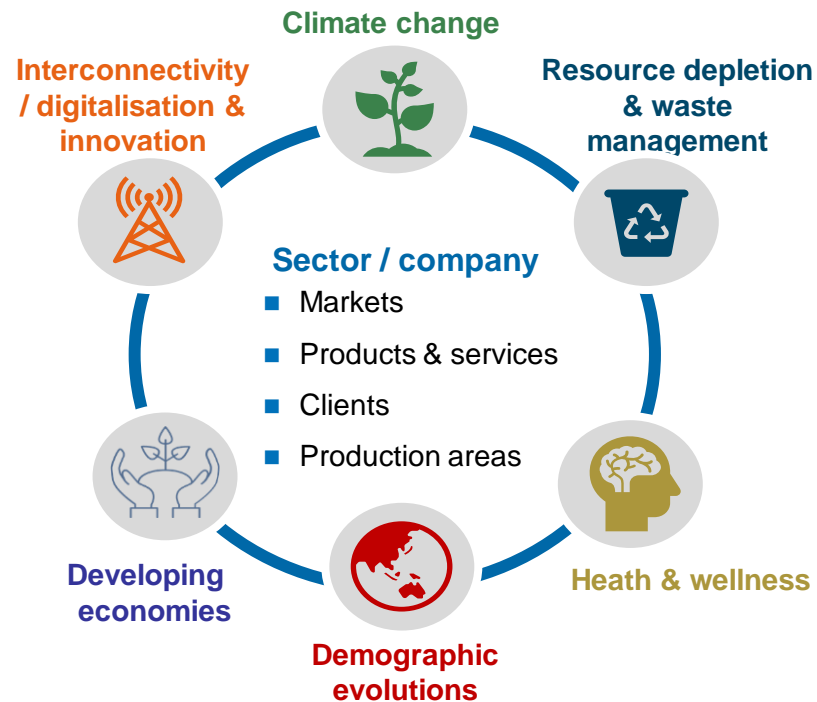 Climate change
Interconnectivity
/ digitalisation &
innovation
Resource depletion
& waste
management
Sector / company
Markets
Products & services
Clients
Production areas
Developing
economies
Heath & wellness
Demographic
evolutions